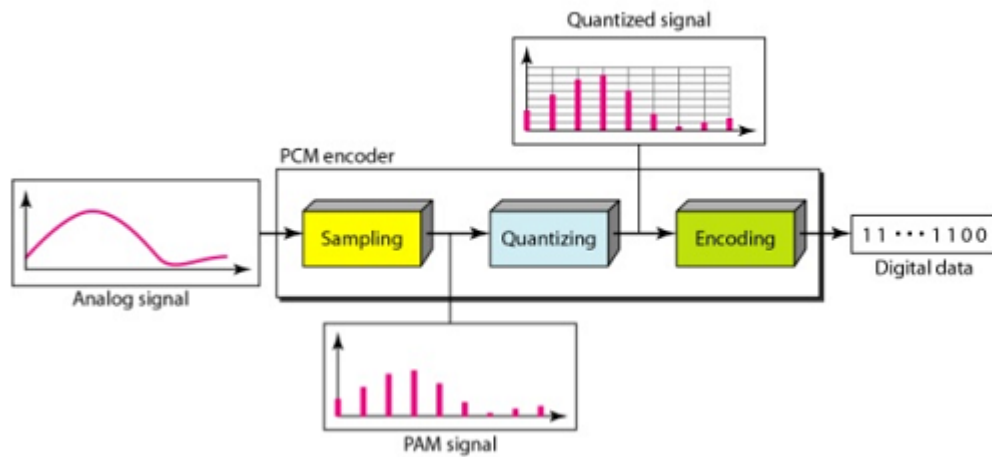 Quantized signal
PCM encoder
Sampling
Quantizing
Encoding
11 ··· 1100
Digital data
Analog signal
PAM signal